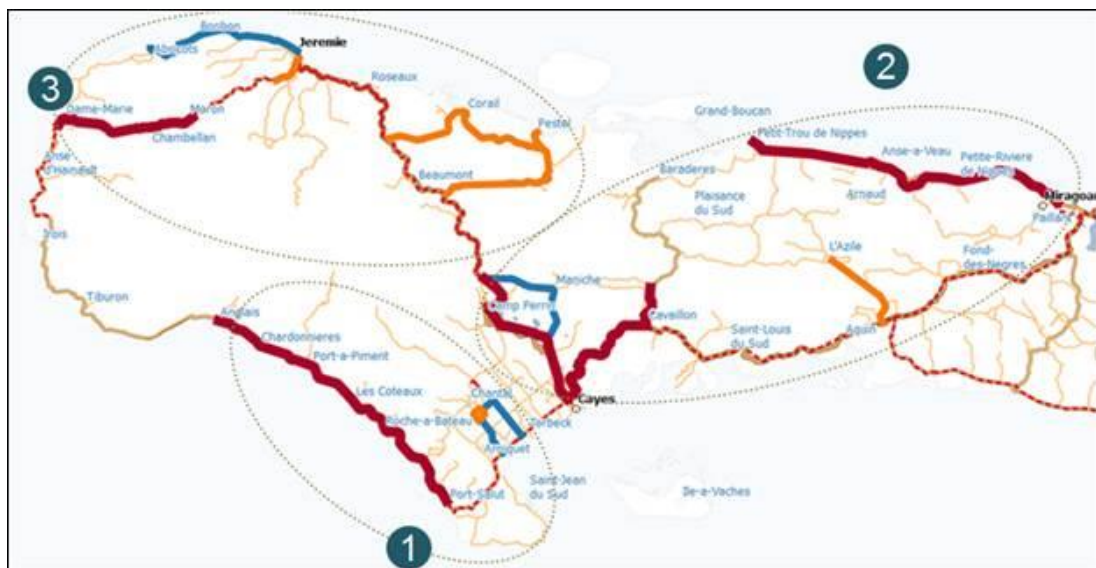 Bonbon
Abricots
Jeremie
2
Roseaux
3
Dame-Marie
Moron
Corail
Pestel
Grand-Boucan
Petit-Trou de Nippes
Chambellan
Anse-a-Veau
Petite-Riviere
de Nippes
Anse
d'Hainault
Beaumont
Baraderes
Plaisance
du Sud
Arnaud
Miragoan
Paillant
Irois
L'Azile
Fond-
des-Negres
Maniche
Tiburon
Camp Perrin
Anglais
Cavaillon
Chardonnieres
Saint-Louis
du Sud
Aquin
Port-a-Piment
Les Coteaux
Chantal
Cayes
Roche-a-Bateau
Torbeck
Arniquet
Port-Salut
Saint-Jean
du Sud
Ile-a-Vaches
1